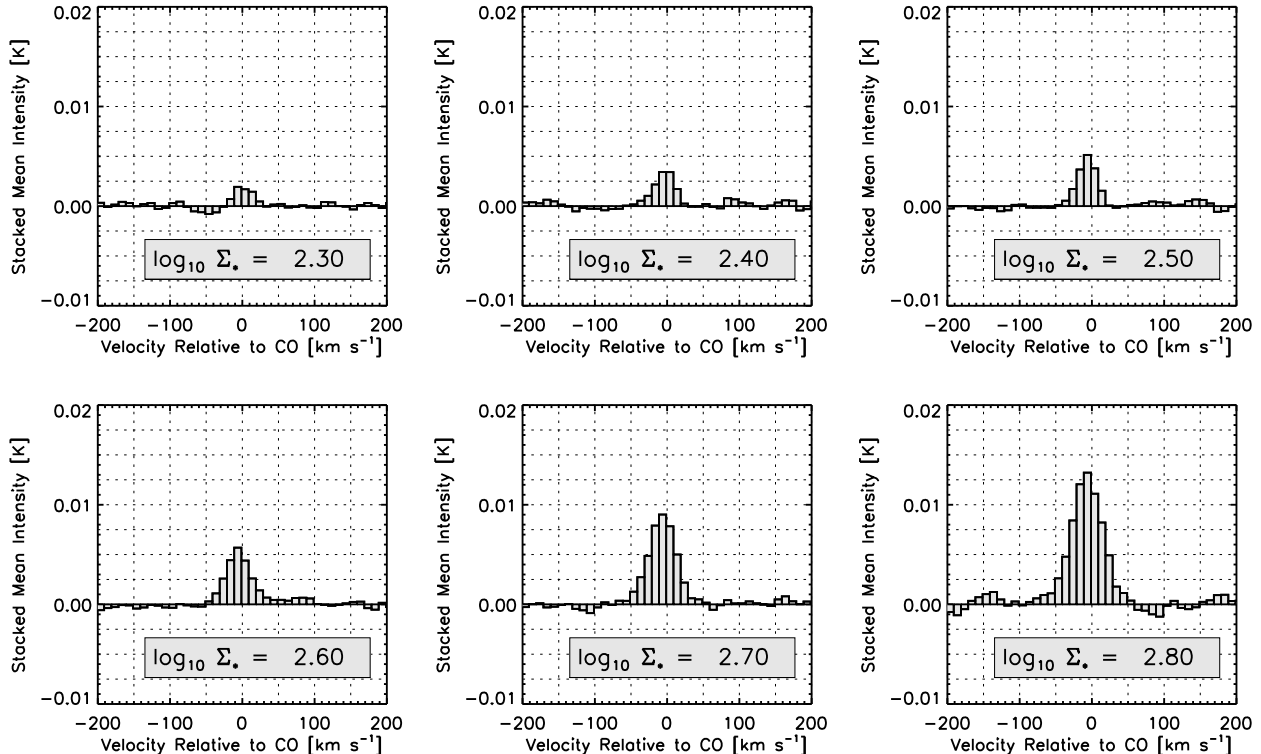 Stacked Mean Intensity [K]
0.02
0.01
0.00
−0.01
log10 Σ* = 2.30
−200 −100 0 100 200
Velocity Relative to CO [km s−1]
Stacked Mean Intensity [K]
0.02
0.01
0.00
−0.01
log10 Σ* = 2.40
−200 −100 0 100 200
Velocity Relative to CO [km s−1]
Stacked Mean Intensity [K]
0.02
0.01
0.00
−0.01
log10 Σ* = 2.50
−200 −100 0 100 200
Velocity Relative to CO [km s−1]
Stacked Mean Intensity [K]
0.02
0.01
0.00
−0.01
log10 Σ* = 2.60
−200 −100 0 100 200
Velocity Relative to CO [km s−1]
Stacked Mean Intensity [K]
0.02
0.01
0.00
−0.01
log10 Σ* = 2.70
−200 −100 0 100 200
Velocity Relative to CO [km s−1]
Stacked Mean Intensity [K]
0.02
0.01
0.00
−0.01
log10 Σ* = 2.80
−200 −100 0 100 200
Velocity Relative to CO [km s−1]